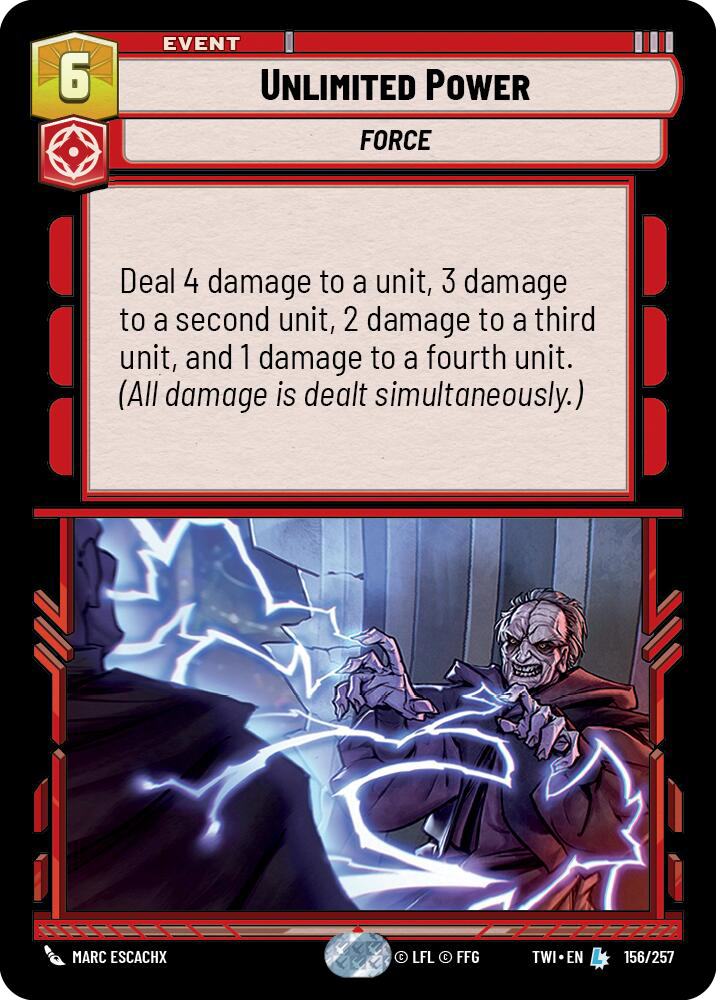 EVENT
6
UNLIMITED POWER
FORCE
Deal 4 damage to a unit, 3 damage
to a second unit, 2 damage to a third
unit, and 1 damage to a fourth unit.
(All damage is dealt simultaneously.)
MARC ESCACHX
© LFL © FFG
TWI • EN L 156/257